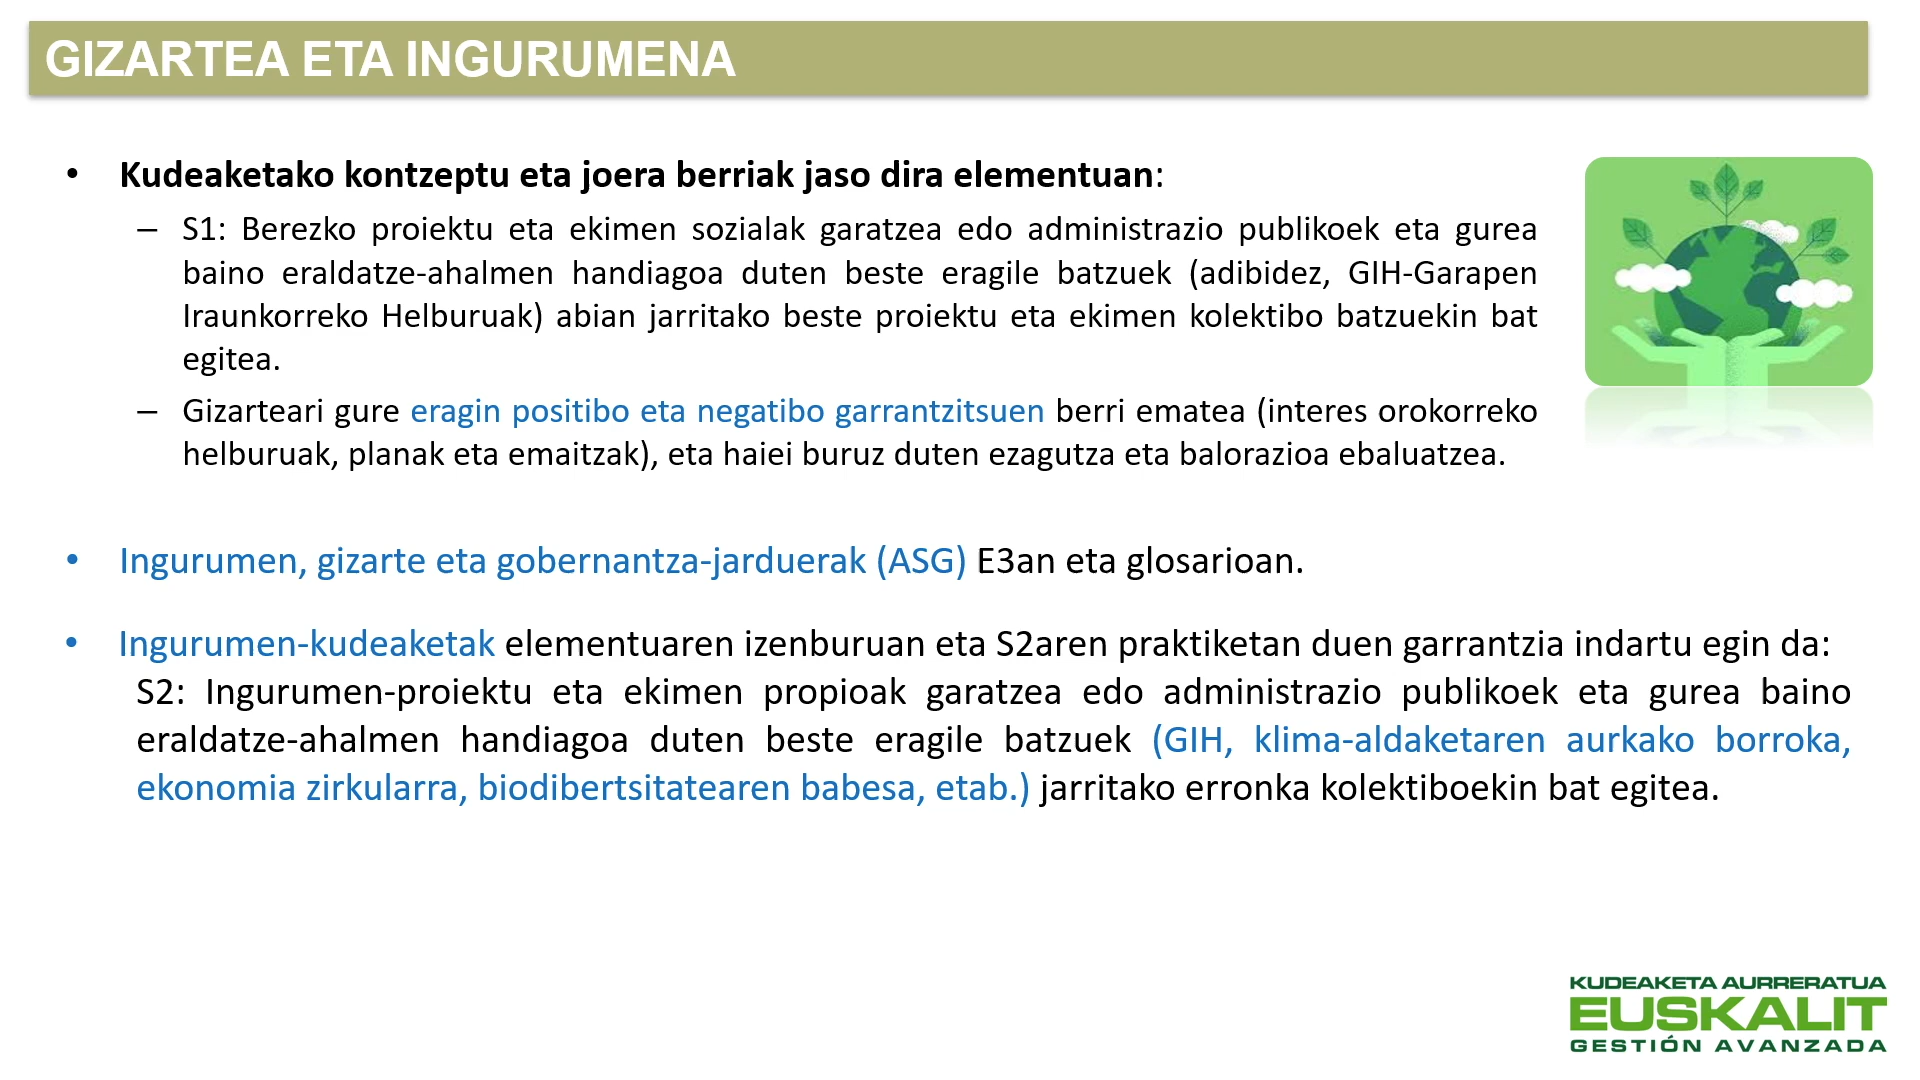 GIZARTEA ETA INGURUMENA
• Kudeaketako kontzeptu eta joera berriak jaso dira elementuan:
– S1: Berezko proiektu eta ekimen sozialak garatzea edo administrazio publikoek eta gurea
baino eraldatze-ahalmen handiagoa duten beste eragile batzuek (adibidez, GIH-Garapen
Iraunkorreko Helburuak) abian jarritako beste proiektu eta ekimen kolektibo batzuekin bat
egitea.
– Gizarteari gure eragin positibo eta negatibo garrantzitsuen berri ematea (interes orokorreko
helburuak, planak eta emaitzak), eta haiei buruz duten ezagutza eta balorazioa ebaluatzea.
• Ingurumen, gizarte eta gobernantza-jarduerak (ASG) E3an eta glosarioan.
• Ingurumen-kudeaketak elementuaren izenburuan eta S2aren praktiketan duen garrantzia indartu egin da:
S2: Ingurumen-proiektu eta ekimen propioak garatzea edo administrazio publikoek eta gurea baino
eraldatze-ahalmen handiagoa duten beste eragile batzuek (GIH, klima-aldaketaren aurkako borroka,
ekonomia zirkularra, biodibertsitatearen babesa, etab.) jarritako erronka kolektiboekin bat egitea.
KUDEAKETA AURRERATUA
EUSKALIT
GESTIÓN AVANZADA